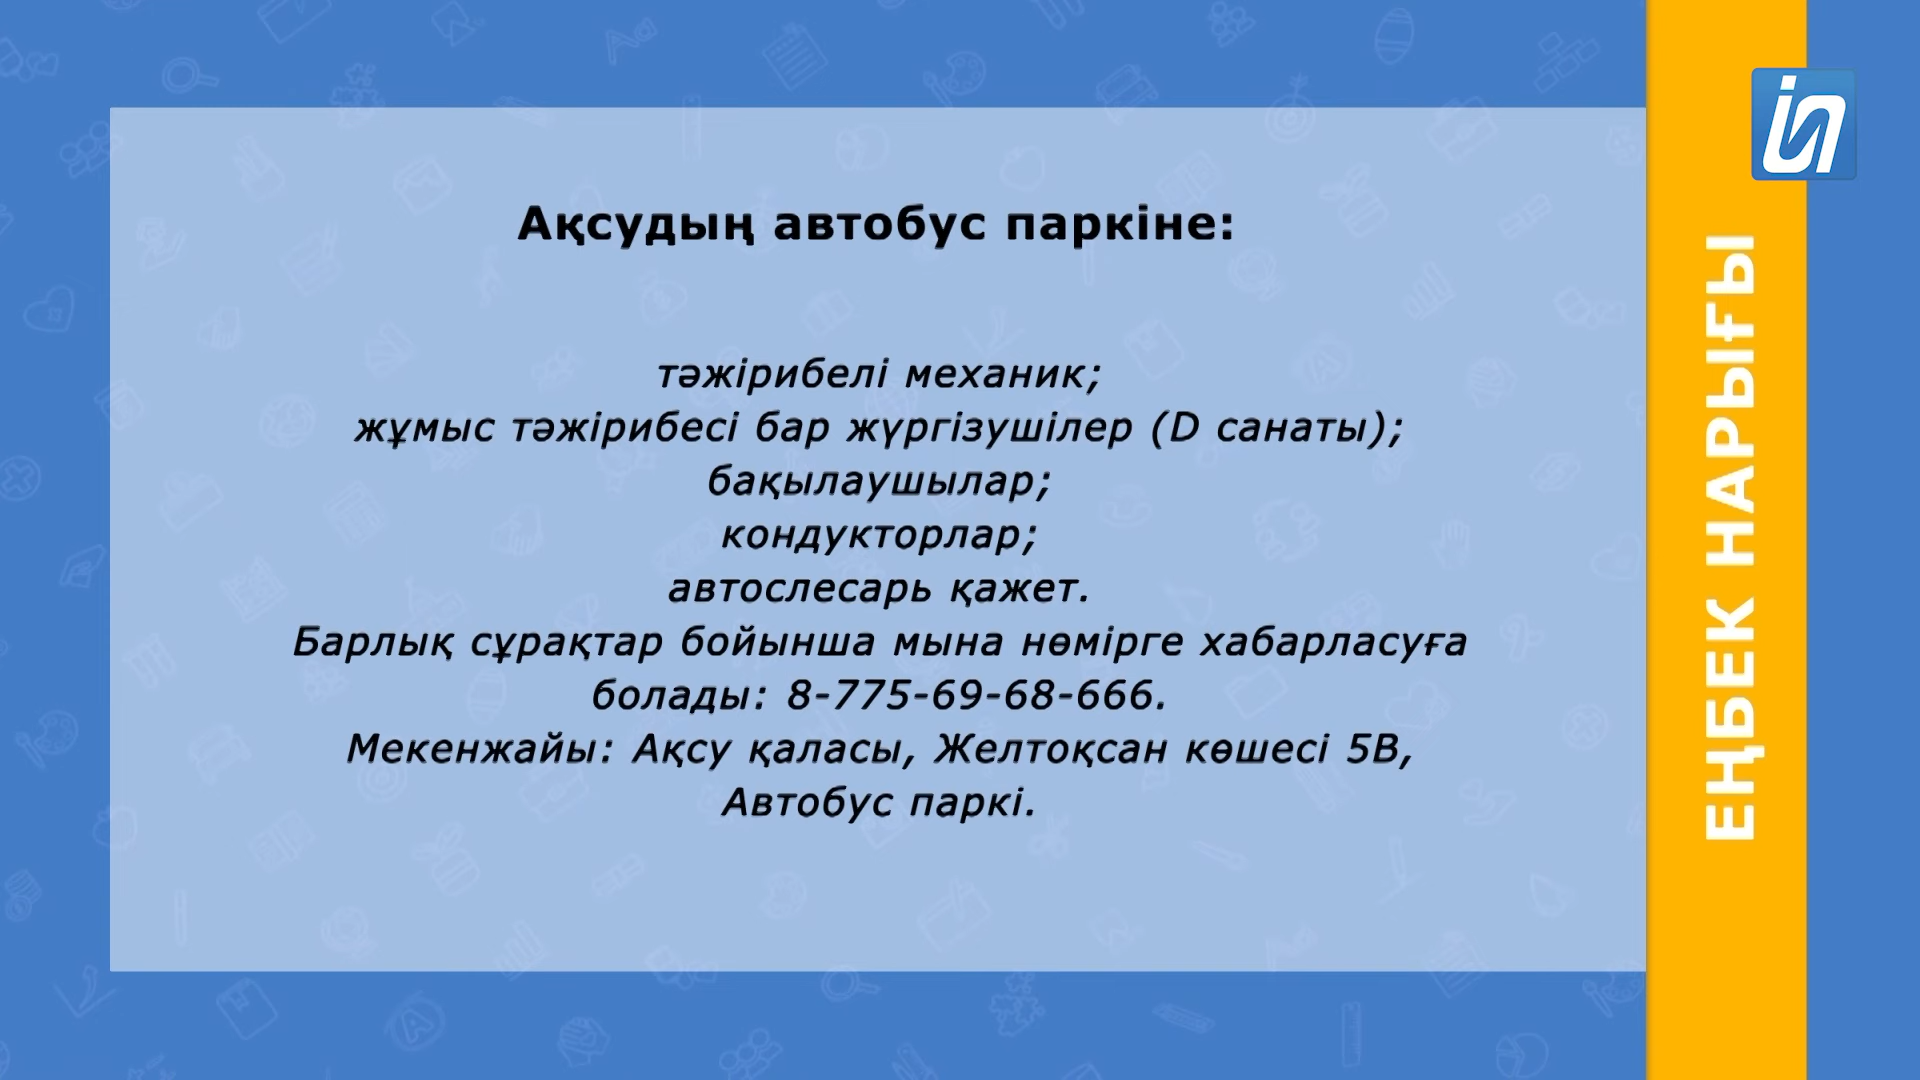 Ақсудың автобус паркіне:
тәжірибелі механик;
жұмыс тәжірибесі бар жүргізушілер (D санаты);
бақылаушылар;
кондукторлар;
автослесарь қажет.
Барлық сұрақтар бойынша мына нөмірге хабарласуға
болады: 8-775-69-68-666.
Мекенжайы: Ақсу қаласы, Желтоқсан көшесі 5В,
Автобус паркі.
ЕҢБЕК НАРЫҒЫ